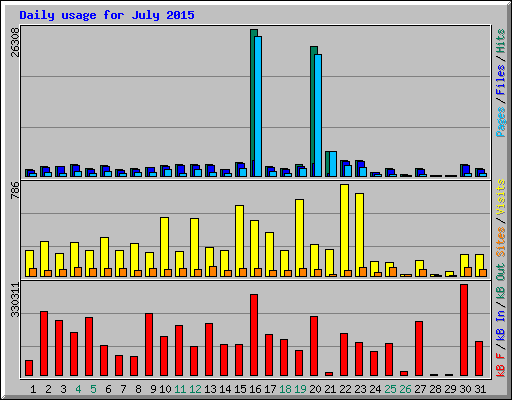 Daily usage for July 2015
26308
Pages / Files / Hits
786
Sites / Visits
330311
kB F / kB In / kB Out
1 2 3 4 5 6 7 8 9 10 11 12 13 14 15 16 17 18 19 20 21 22 23 24 25 26 27 28 29 30 31